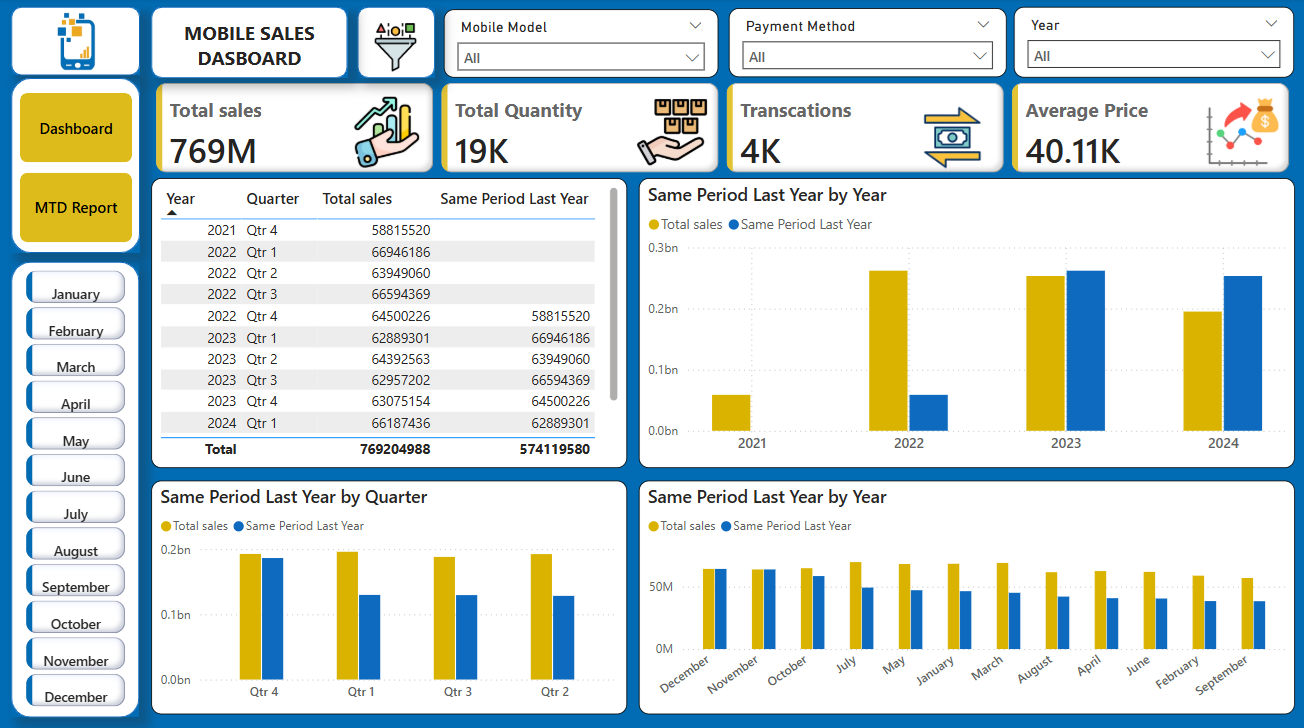 MOBILE SALES
DASBOARD
Mobile Model
All
Payment Method
All
Year
All
Dashboard
MTD Report
January
February
March
April
May
June
July
August
September
October
November
December
Total sales
769M
Total Quantity
19K
Transcations
4K
Average Price
40.11K
$
Year Quarter Total sales Same Period Last Year
2021 Qtr 4 58815520
2022 Qtr 1 66946186
2022 Qtr 2 63949060
2022 Qtr 3 66594369
2022 Qtr 4 64500226 58815520
2023 Qtr 1 62889301 66946186
2023 Qtr 2 64392563 63949060
2023 Qtr 3 62957202 66594369
2023 Qtr 4 63075154 64500226
2024 Qtr 1 66187436 62889301
Total 769204988 574119580
Same Period Last Year by Year
Total sales Same Period Last Year
0.3bn
0.2bn
0.1bn
0.0bn
2021 2022 2023 2024
Same Period Last Year by Quarter
Total sales Same Period Last Year
0.2bn
0.1bn
0.0bn
Qtr 4 Qtr 1 Qtr 3 Qtr 2
Same Period Last Year by Year
Total sales Same Period Last Year
50M
0M
December November October July May January March August April June February September